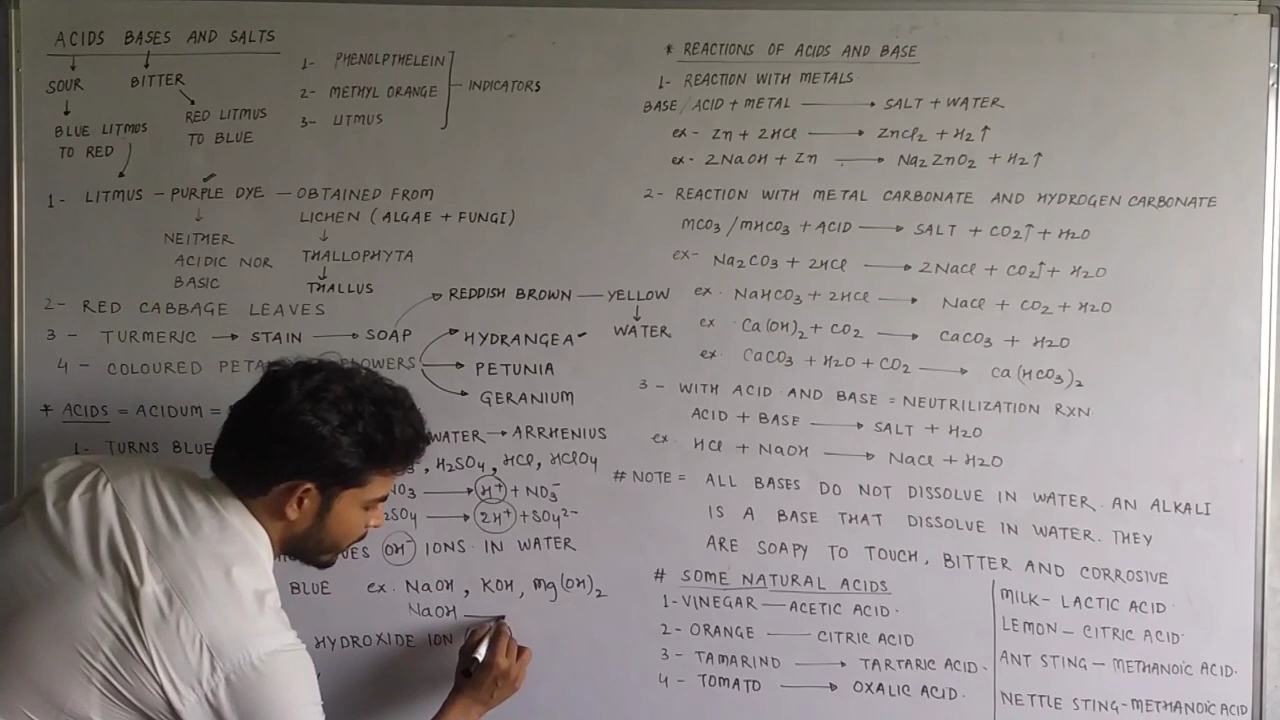 ACIDS BASES AND SALTS
SOUR
BITTER
BLUE LITMUS
TO RED
RED LITMUS
TO BLUE
1- PHENOLPTHELEIN
2- METHYL ORANGE
3- LITMUS
INDICATORS
1- LITMUS – PURPLE DYE – OBTAINED FROM
LICHEN (ALGAE + FUNGI)
THALLOPHYTA
THALLUS
NEITHER
ACIDIC NOR
BASIC
2- RED CABBAGE LEAVES
3 - TURMERIC → STAIN → SOAP
REDDISH BROWN — YELLOW
WATER
4 - COLOURED FLOWERS
HYDRANGEA
PETUNIA
GERANIUM
* ACIDS = ACIDUM =
1- TURNS BLUE
WATER → ARRHENIUS
, H2SO4, HCl, HClO4
NO3 → H+ + NO3-
SO4 → 2H+ + SO4 2-
OH- IONS IN WATER
BLUE ex. NaOH, KOH, Mg(OH)2
NaOH —
HYDROXIDE ION
* REACTIONS OF ACIDS AND BASE
1- REACTION WITH METALS
BASE/ACID + METAL → SALT + WATER
ex- Zn + 2HCl → ZnCl2 + H2↑
ex- 2NaOH + Zn → Na2ZnO2 + H2↑
2- REACTION WITH METAL CARBONATE AND HYDROGEN CARBONATE
MCO3/MHCO3 + ACID → SALT + CO2↑ + H2O
ex- Na2CO3 + 2HCl → 2NaCl + CO2↑ + H2O
ex. NaHCO3 + 2HCl → NaCl + CO2 + H2O
ex Ca(OH)2 + CO2 → CaCO3 + H2O
ex. CaCO3 + H2O + CO2 → Ca(HCO3)2
3 - WITH ACID AND BASE = NEUTRILIZATION RXN
ACID + BASE → SALT + H2O
ex. HCl + NaOH → NaCl + H2O
# NOTE = ALL BASES DO NOT DISSOLVE IN WATER. AN ALKALI
IS A BASE THAT DISSOLVE IN WATER. THEY
ARE SOAPY TO TOUCH, BITTER AND CORROSIVE
# SOME NATURAL ACIDS
1-VINEGAR — ACETIC ACID.
2- ORANGE — CITRIC ACID
3 - TAMARIND → TARTARIC ACID.
4 - TOMATO → OXALIC ACID.
MILK- LACTIC ACID.
LEMON – CITRIC ACID.
ANT STING – METHANOIC ACID.
NETTLE STING-METHANOIC ACID